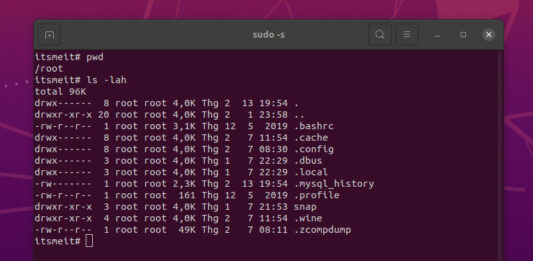 sudo -s
itsmeit# pwd
/root
itsmeit# ls -lah
total 96K
drwx------  8 root root 4,0K Thg 2  13 19:54 .
drwxr-xr-x 20 root root 4,0K Thg 2   1 23:58 ..
-rw-r--r--  1 root root 3,1K Thg 12  5  2019 .bashrc
drwx------  8 root root 4,0K Thg 2   7 11:54 .cache
drwx------  8 root root 4,0K Thg 2   7 08:30 .config
drwx------  3 root root 4,0K Thg 1   7 22:29 .dbus
drwx------  3 root root 4,0K Thg 1   7 22:29 .local
-rw-------  1 root root 2,3K Thg 2  13 19:54 .mysql_history
-rw-r--r--  1 root root  161 Thg 12  5  2019 .profile
drwxr-xr-x  3 root root 4,0K Thg 1   7 21:53 snap
drwxr-xr-x  4 root root 4,0K Thg 2   7 11:54 .wine
-rw-r--r--  1 root root  49K Thg 2   7 08:11 .zcompdump
itsmeit#